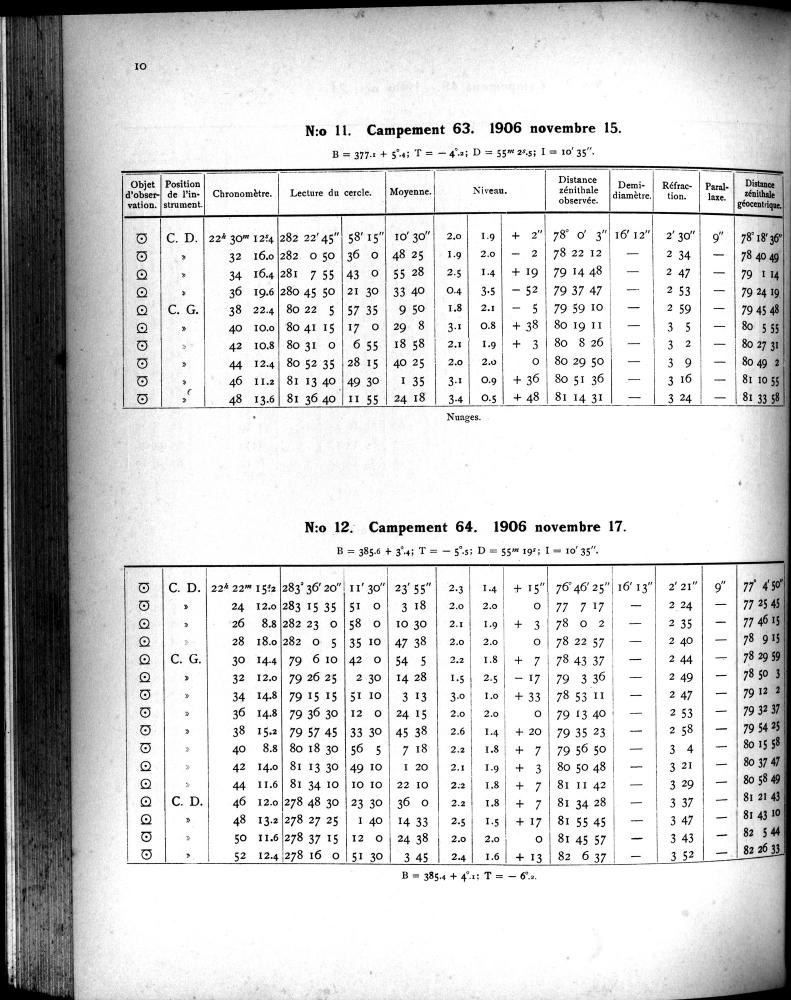 10
N:o 11. Campement 63. 1906 novembre 15.
B = 377.1 + 5°.4; T = — 4°.2; D = 55m 2s.5; I = 10′ 35″.
Objet d'obser-vation. Position de l'in-strument. Chronomètre. Lecture du cercle. Moyenne. Niveau. Distance zénithale observée. Demi-diamètre. Réfrac-tion. Paral-laxe. Distance zénithale géocentrique.
☉̅ C. D. 22h 30m 12s.4 282 22′ 45″ 58′ 15″ 10′ 30″ 2.0 1.9 + 2″ 78° 0′ 3″ 16′ 12″ 2′ 30″ 9″ 78° 18′ 36″
☉̅ » 32 16.0 282 0 50 36 0 48 25 1.9 2.0 — 2 78 22 12 — 2 34 — 78 40 49
☉̲ » 34 16.4 281 7 55 43 0 55 28 2.5 1.4 + 19 79 14 48 — 2 47 — 79 1 14
☉̲ » 36 19.6 280 45 50 21 30 33 40 0.4 3.5 — 52 79 37 47 — 2 53 — 79 24 19
☉̲ C. G. 38 22.4 80 22 5 57 35 9 50 1.8 2.1 — 5 79 59 10 — 2 59 — 79 45 48
☉̲ » 40 10.0 80 41 15 17 0 29 8 3.1 0.8 + 38 80 19 11 — 3 5 — 80 5 55
☉̅ » 42 10.8 80 31 0 6 55 18 58 2.1 1.9 + 3 80 8 26 — 3 2 — 80 27 31
☉̅ » 44 12.4 80 52 35 28 15 40 25 2.0 2.0 0 80 29 50 — 3 9 — 80 49 2
☉̅ » 46 11.2 81 13 40 49 30 1 35 3.1 0.9 + 36 80 51 36 — 3 16 — 81 10 55
☉̅ » 48 13.6 81 36 40 11 55 24 18 3.4 0.5 + 48 81 14 31 — 3 24 — 81 33 58
Nuages.
N:o 12. Campement 64. 1906 novembre 17.
B = 385.6 + 3°.4; T = — 5°.5; D = 55m 19s; I = 10′ 35″.
☉̅ C. D. 22h 22m 15s.2 283° 36′ 20″ 11′ 30″ 23′ 55″ 2.3 1.4 + 15″ 76° 46′ 25″ 16′ 13″ 2′ 21″ 9″ 77° 4′ 50″
☉̅ » 24 12.0 283 15 35 51 0 3 18 2.0 2.0 0 77 7 17 — 2 24 — 77 25 45
☉̲ » 26 8.8 282 23 0 58 0 10 30 2.1 1.9 + 3 78 0 2 — 2 35 — 77 46 15
☉̲ » 28 18.0 282 0 5 35 10 47 38 2.0 2.0 0 78 22 57 — 2 40 — 78 9 15
☉̲ C. G. 30 14.4 79 6 10 42 0 54 5 2.2 1.8 + 7 78 43 37 — 2 44 — 78 29 59
☉̲ » 32 12.0 79 26 25 2 30 14 28 1.5 2.5 — 17 79 3 36 — 2 49 — 78 50 3
☉̅ » 34 14.8 79 15 15 51 10 3 13 3.0 1.0 + 33 78 53 11 — 2 47 — 79 12 2
☉̅ » 36 14.8 79 36 30 12 0 24 15 2.0 2.0 0 79 13 40 — 2 53 — 79 32 37
☉̅ » 38 15.2 79 57 45 33 30 45 38 2.6 1.4 + 20 79 35 23 — 2 58 — 79 54 25
☉̅ » 40 8.8 80 18 30 56 5 7 18 2.2 1.8 + 7 79 56 50 — 3 4 — 80 15 58
☉̲ » 42 14.0 81 13 30 49 10 1 20 2.1 1.9 + 3 80 50 48 — 3 21 — 80 37 47
☉̲ » 44 11.6 81 34 10 10 10 22 10 2.2 1.8 + 7 81 11 42 — 3 29 — 80 58 49
☉̲ C. D. 46 12.0 278 48 30 23 30 36 0 2.2 1.8 + 7 81 34 28 — 3 37 — 81 21 43
☉̲ » 48 13.2 278 27 25 1 40 14 33 2.5 1.5 + 17 81 55 45 — 3 47 — 81 43 10
☉̅ » 50 11.6 278 37 15 12 0 24 38 2.0 2.0 0 81 45 57 — 3 43 — 82 5 44
☉̅ » 52 12.4 278 16 0 51 30 3 45 2.4 1.6 + 13 82 6 37 — 3 52 — 82 26 33
B = 385.4 + 4°.1; T = — 6°.2.